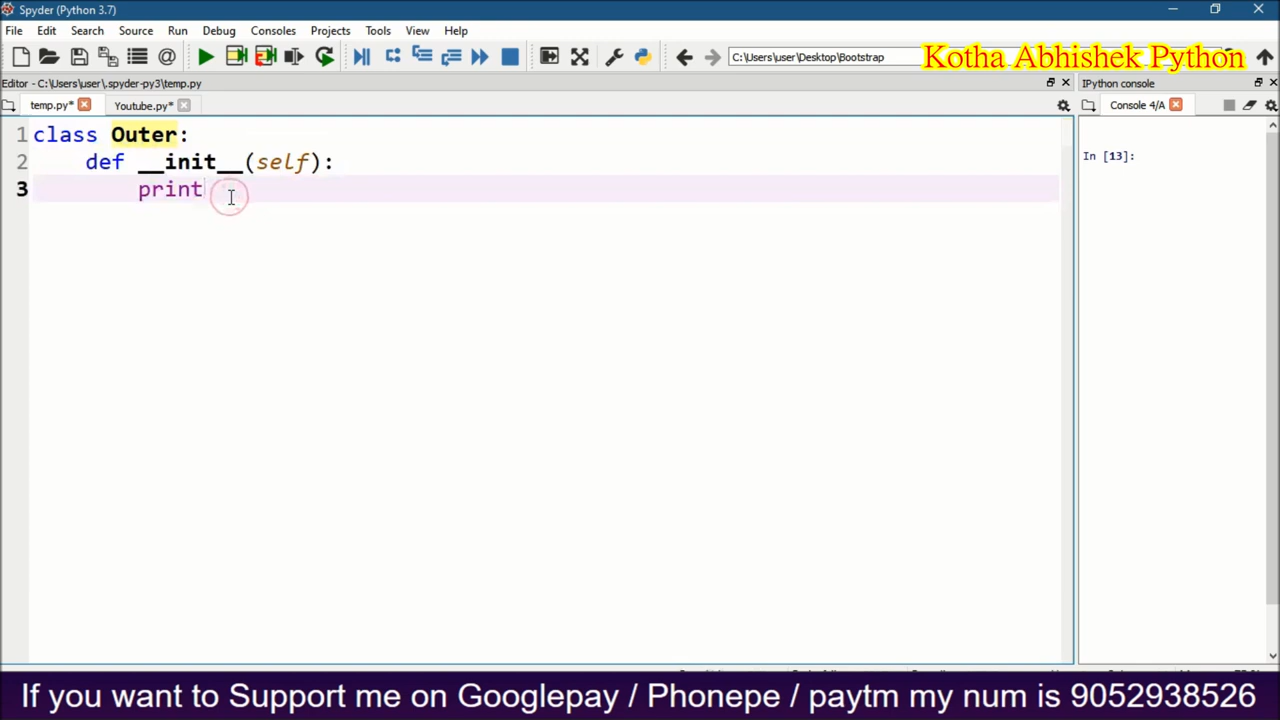 Spyder (Python 3.7)
File Edit Search Source Run Debug Consoles Projects Tools View Help
C:\Users\user\Desktop\Bootstrap
Kotha Abhishek Python
Editor - C:\Users\user\.spyder-py3\temp.py
IPython console
temp.py* Youtube.py*
Console 4/A
1 class Outer:
2 def __init__(self):
3 print
In [13]:
If you want to Support me on Googlepay / Phonepe / paytm my num is 9052938526